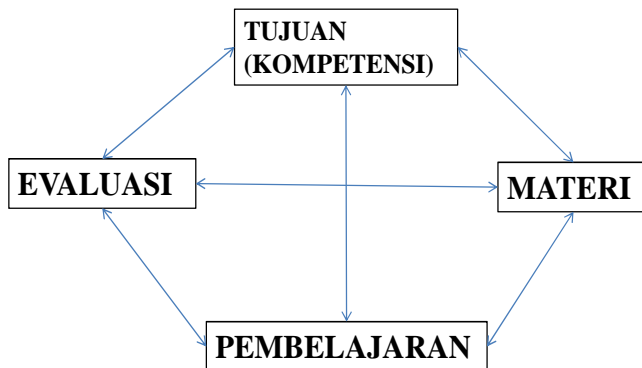 TUJUAN
(KOMPETENSI)
EVALUASI
MATERI
PEMBELAJARAN